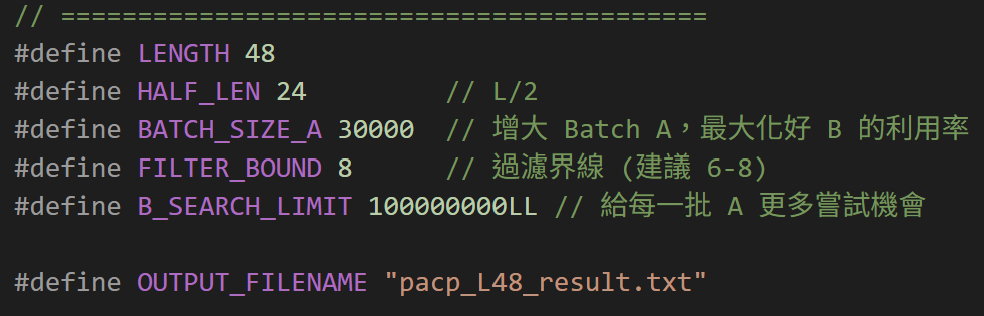 // ==========================================
#define LENGTH 48
#define HALF_LEN 24 // L/2
#define BATCH_SIZE_A 30000 // 增大 Batch A，最大化好 B 的利用率
#define FILTER_BOUND 8 // 過濾界線 (建議 6-8)
#define B_SEARCH_LIMIT 100000000LL // 給每一批 A 更多嘗試機會
#define OUTPUT_FILENAME "pacp_L48_result.txt"